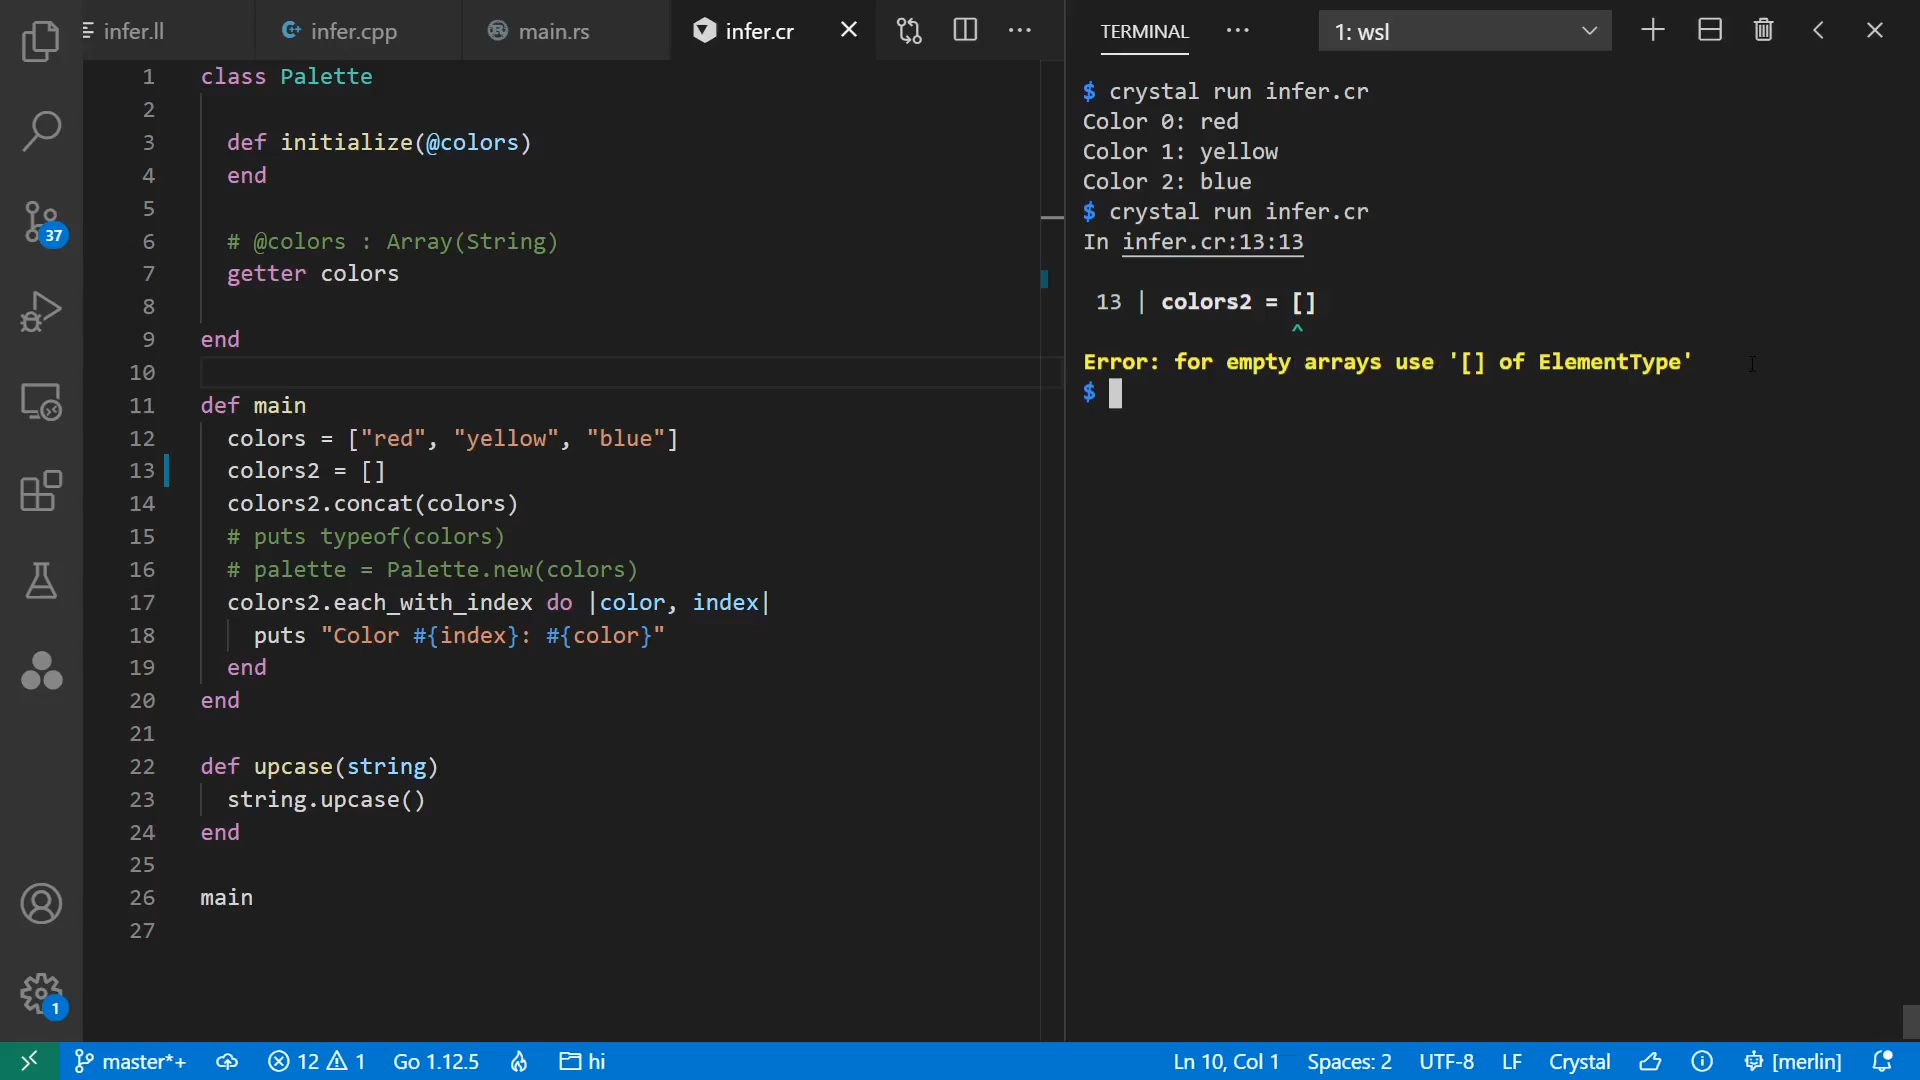 infer.ll
infer.cpp
main.rs
infer.cr
1 class Palette
2
3 def initialize(@colors)
4 end
5
6 # @colors : Array(String)
7 getter colors
8
9 end
10
11 def main
12 colors = ["red", "yellow", "blue"]
13 colors2 = []
14 colors2.concat(colors)
15 # puts typeof(colors)
16 # palette = Palette.new(colors)
17 colors2.each_with_index do |color, index|
18 puts "Color #{index}: #{color}"
19 end
20 end
21
22 def upcase(string)
23 string.upcase()
24 end
25
26 main
27
37
1
TERMINAL
1: wsl
$ crystal run infer.cr
Color 0: red
Color 1: yellow
Color 2: blue
$ crystal run infer.cr
In infer.cr:13:13
13 | colors2 = []
^
Error: for empty arrays use '[] of ElementType'
$
master*+ 12 1 Go 1.12.5 hi Ln 10, Col 1 Spaces: 2 UTF-8 LF Crystal [merlin]